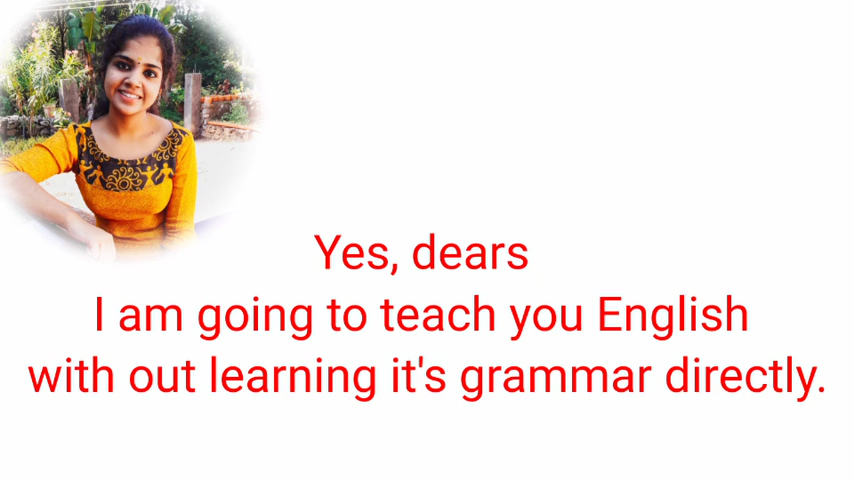 Yes, dears
I am going to teach you English
with out learning it's grammar directly.